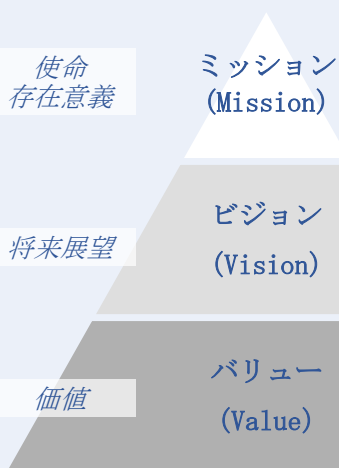 使命
存在意義
ミッション
(Mission)
将来展望
ビジョン
(Vision)
価値
バリュー
(Value)